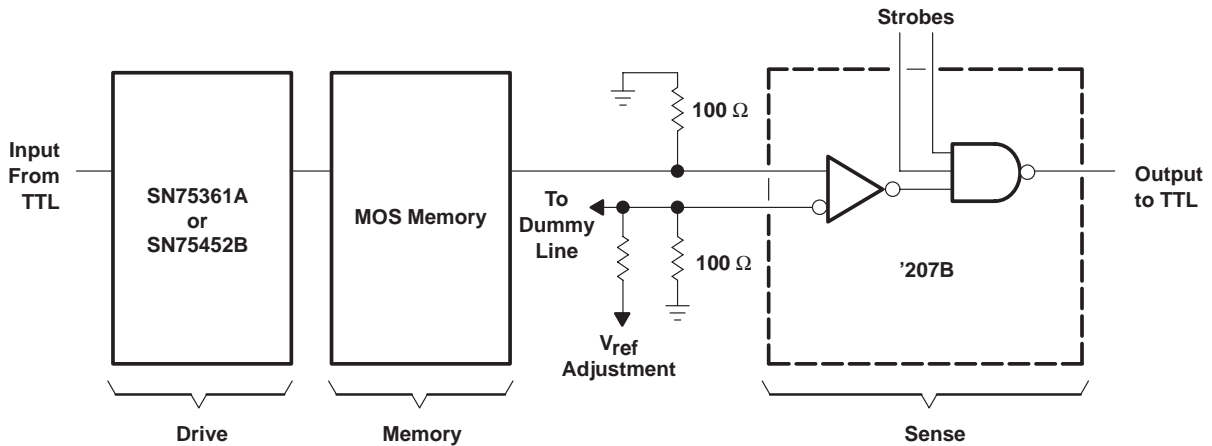 Strobes
100 Ω
Input
From
TTL
SN75361A
or
SN75452B
MOS Memory
To
Dummy
Line
100 Ω
’207B
Output
to TTL
Vref
Adjustment
Drive
Memory
Sense